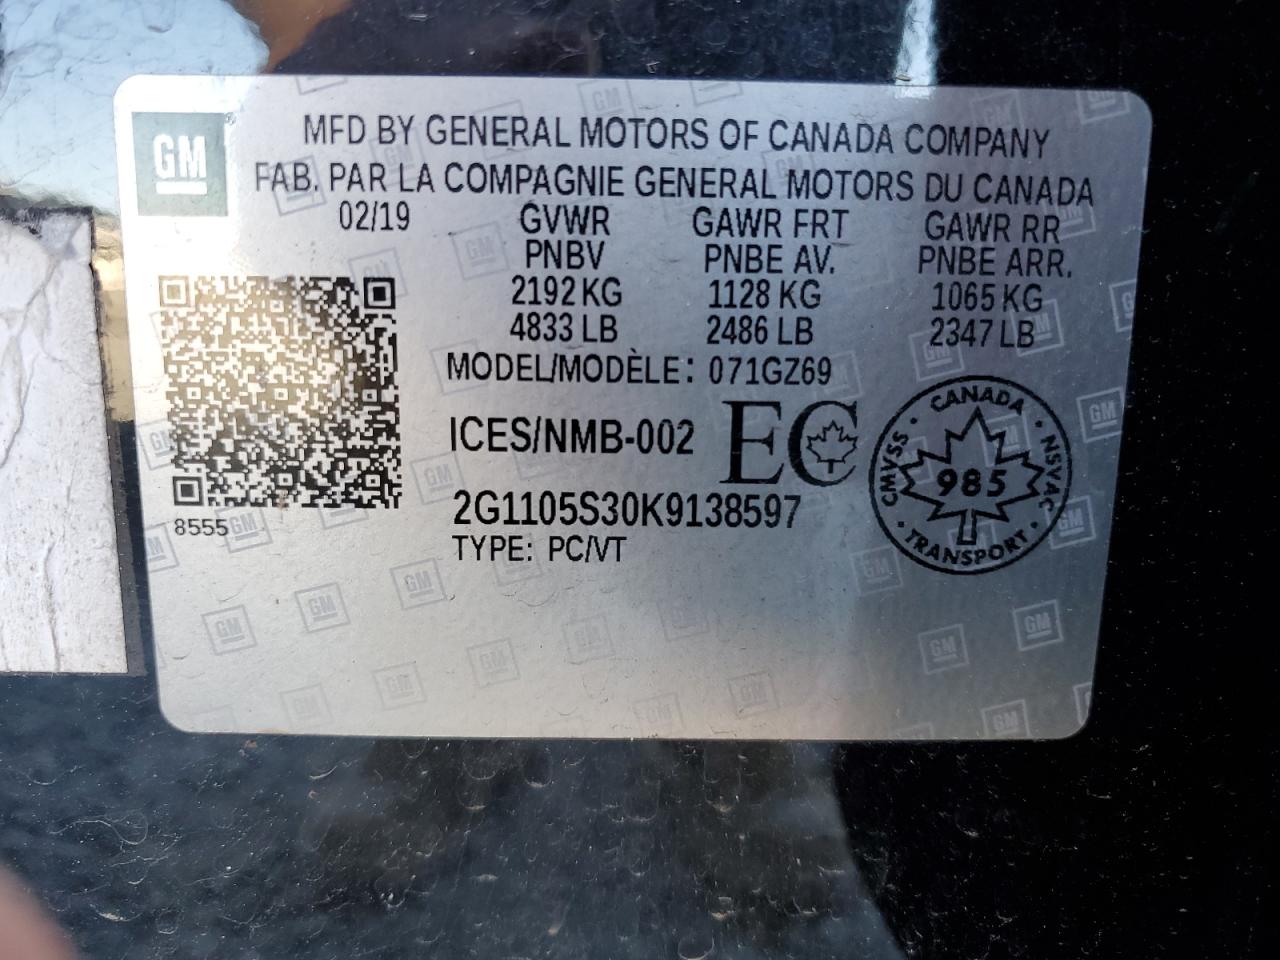 GM
MFD BY GENERAL MOTORS OF CANADA COMPANY
FAB. PAR LA COMPAGNIE GENERAL MOTORS DU CANADA
02/19 GVWR GAWR FRT GAWR RR
PNBV PNBE AV. PNBE ARR.
2192 KG 1128 KG 1065 KG
4833 LB 2486 LB 2347 LB
MODEL/MODÈLE: 071GZ69
ICES/NMB-002 EC
2G1105S30K9138597
TYPE: PC/VT
8555
CANADA
CMVSS · NSVAC
985
TRANSPORT